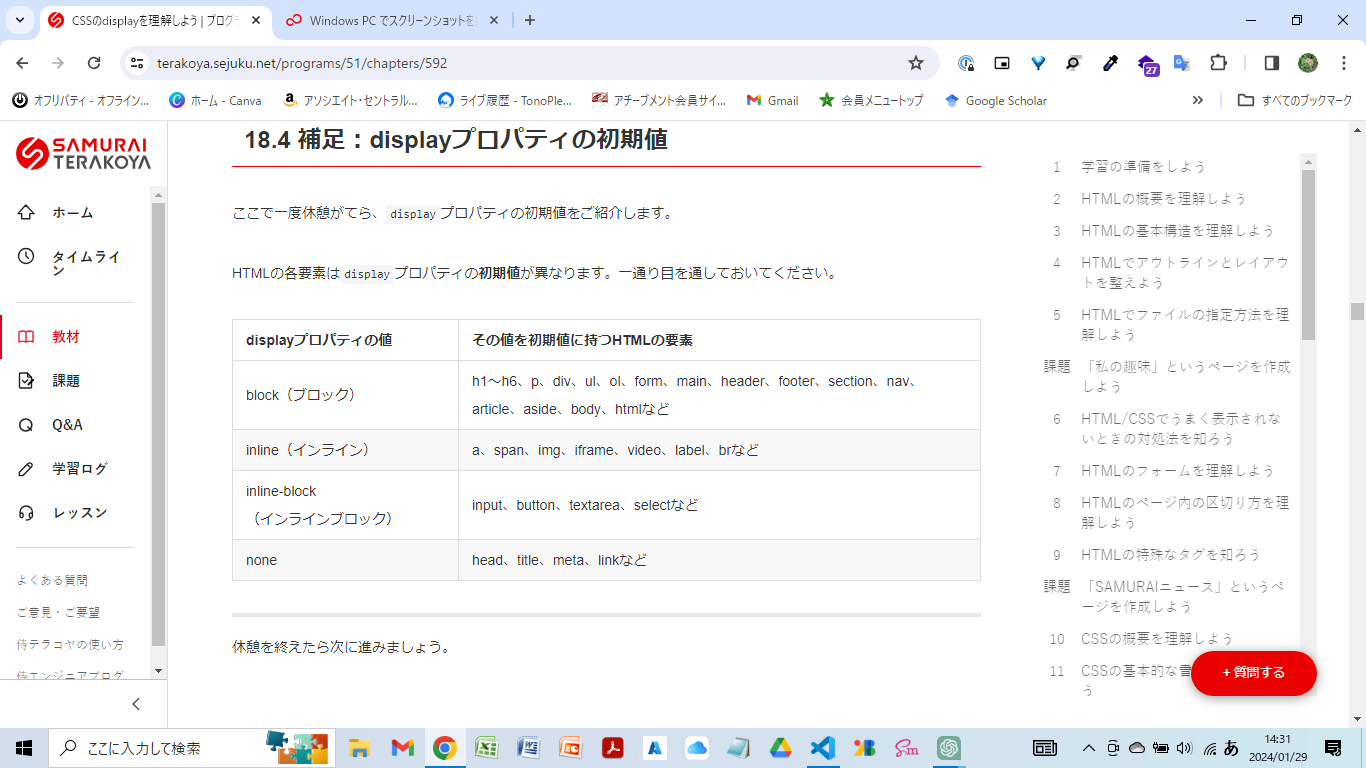 CSSのdisplayを理解しよう | プログラ
Windows PC でスクリーンショットを
terakoya.sejuku.net/programs/51/chapters/592
27
オフリバティ - オフライン...
ホーム - Canva
アソシエイト・セントラル...
ライブ履歴 - TonoPle...
アチーブメント会員サイ...
Gmail
会員メニュートップ
Google Scholar
すべてのブックマーク
SAMURAI
TERAKOYA
ホーム
タイムライ
ン
教材
課題
Q&A
学習ログ
レッスン
よくある質問
ご意見・ご要望
侍テラコヤの使い方
侍エンジニアブログ
18.4 補足：displayプロパティの初期値
ここで一度休憩がてら、displayプロパティの初期値をご紹介します。
HTMLの各要素はdisplayプロパティの初期値が異なります。一通り目を通しておいてください。
displayプロパティの値 その値を初期値に持つHTMLの要素
block（ブロック） h1〜h6、p、div、ul、ol、form、main、header、footer、section、nav、
article、aside、body、htmlなど
inline（インライン） a、span、img、iframe、video、label、brなど
inline-block
（インラインブロック） input、button、textarea、selectなど
none head、title、meta、linkなど
休憩を終えたら次に進みましょう。
1 学習の準備をしよう
2 HTMLの概要を理解しよう
3 HTMLの基本構造を理解しよう
4 HTMLでアウトラインとレイアウ
トを整えよう
5 HTMLでファイルの指定方法を理
解しよう
課題 「私の趣味」というページを作成
しよう
6 HTML/CSSでうまく表示されな
いときの対処法を知ろう
7 HTMLのフォームを理解しよう
8 HTMLのページ内の区切り方を理
解しよう
9 HTMLの特殊なタグを知ろう
課題 「SAMURAIニュース」というペ
ージを作成しよう
10 CSSの概要を理解しよう
11 CSSの基本的な書
う
+ 質問する
ここに入力して検索
あ
14:31
2024/01/29